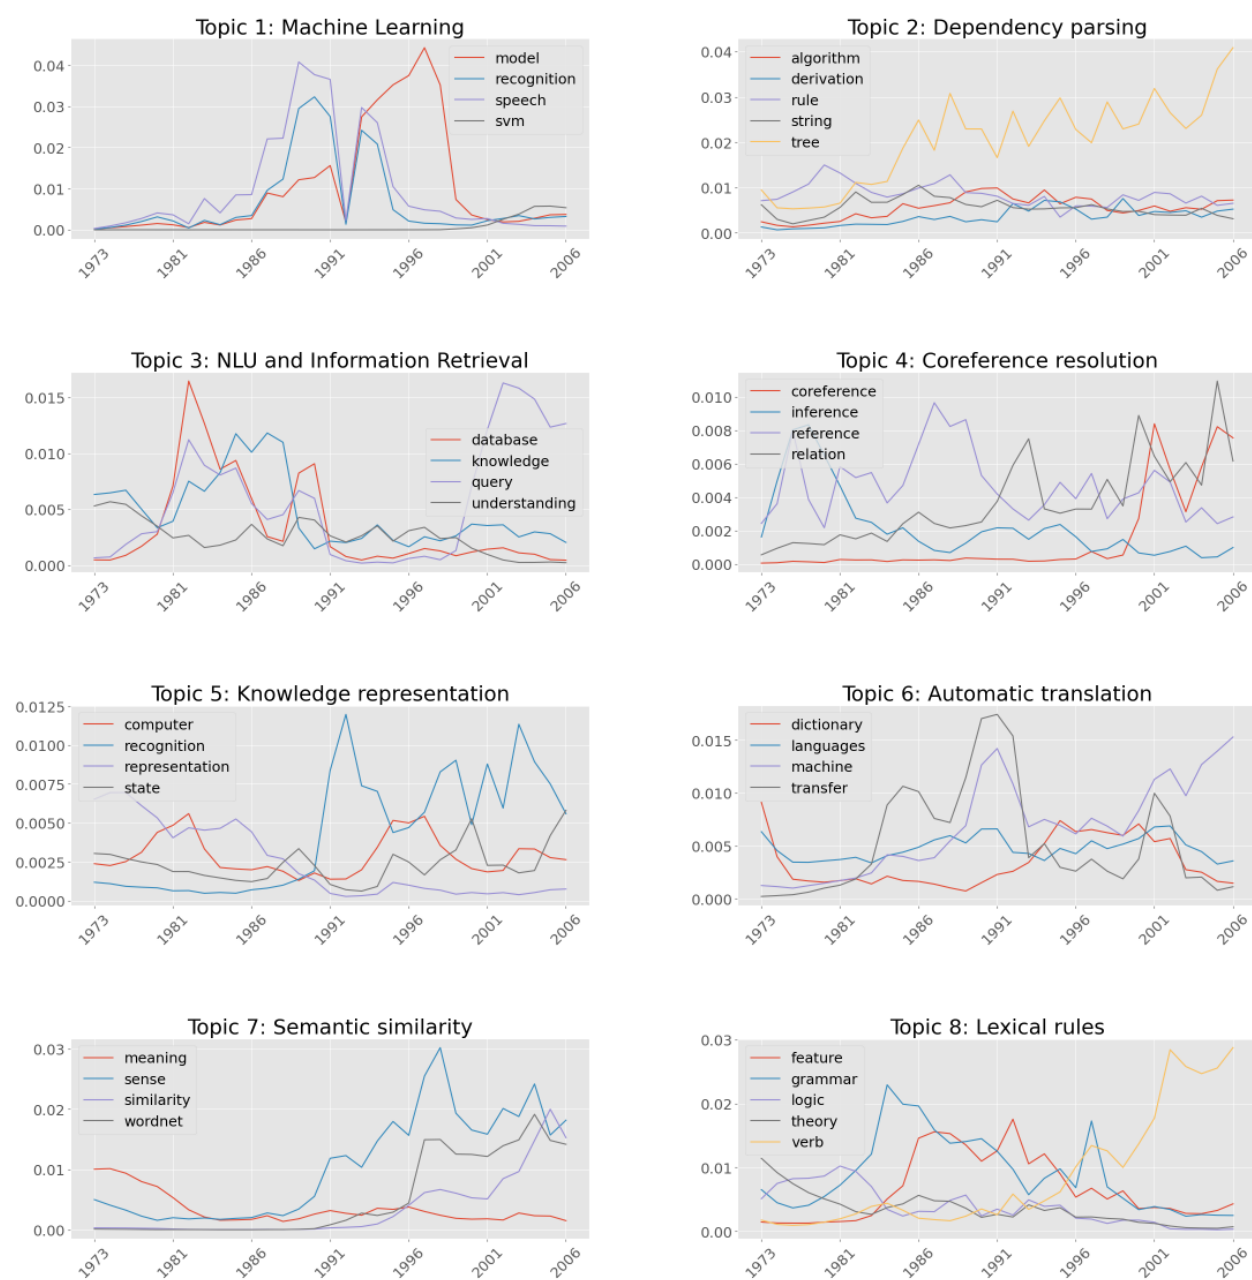 Topic 1: Machine Learning
0.04
0.03
0.02
0.01
0.00
model
recognition
speech
svm
1973
1981
1986
1991
1996
2001
2006
Topic 2: Dependency parsing
0.04
0.03
0.02
0.01
0.00
algorithm
derivation
rule
string
tree
1973
1981
1986
1991
1996
2001
2006
Topic 3: NLU and Information Retrieval
0.015
0.010
0.005
0.000
database
knowledge
query
understanding
1973
1981
1986
1991
1996
2001
2006
Topic 4: Coreference resolution
0.010
0.008
0.006
0.004
0.002
0.000
coreference
inference
reference
relation
1973
1981
1986
1991
1996
2001
2006
Topic 5: Knowledge representation
0.0125
0.0100
0.0075
0.0050
0.0025
0.0000
computer
recognition
representation
state
1973
1981
1986
1991
1996
2001
2006
Topic 6: Automatic translation
0.015
0.010
0.005
0.000
dictionary
languages
machine
transfer
1973
1981
1986
1991
1996
2001
2006
Topic 7: Semantic similarity
0.03
0.02
0.01
0.00
meaning
sense
similarity
wordnet
1973
1981
1986
1991
1996
2001
2006
Topic 8: Lexical rules
0.03
0.02
0.01
0.00
feature
grammar
logic
theory
verb
1973
1981
1986
1991
1996
2001
2006